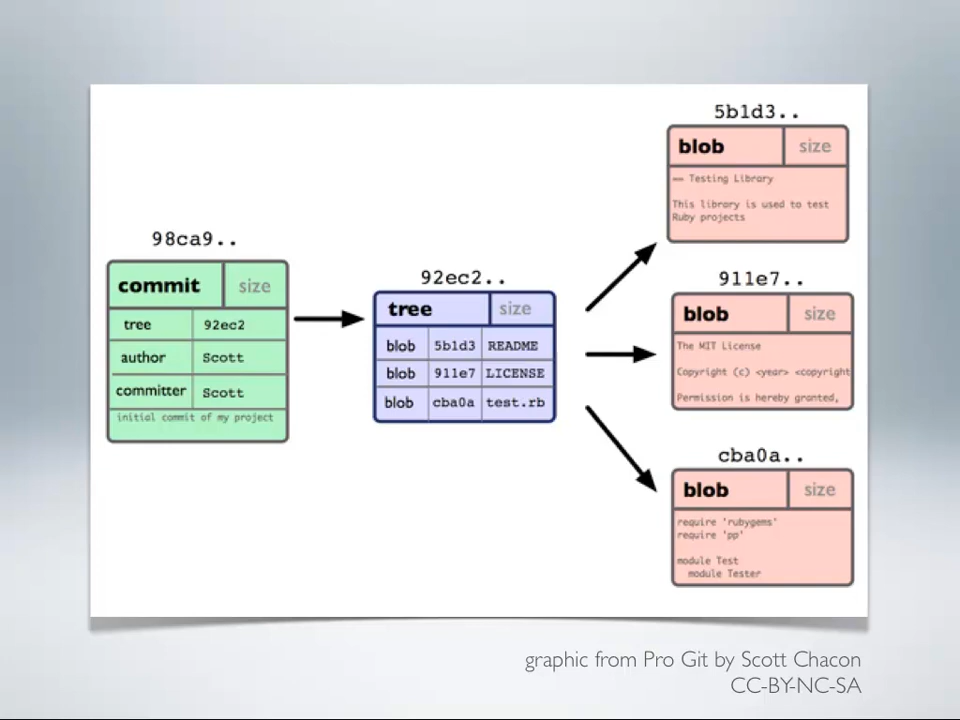 98ca9..
commit size
tree 92ec2
author Scott
committer Scott
initial commit of my project
92ec2..
tree size
blob 5b1d3 README
blob 911e7 LICENSE
blob cba0a test.rb
5b1d3..
blob size
== Testing Library
This library is used to test
Ruby projects
911e7..
blob size
The MIT License
Copyright (c) <year> <copyright
Permission is hereby granted,
cba0a..
blob size
require 'rubygems'
require 'pp'
module Test
module Tester
graphic from Pro Git by Scott Chacon
CC-BY-NC-SA